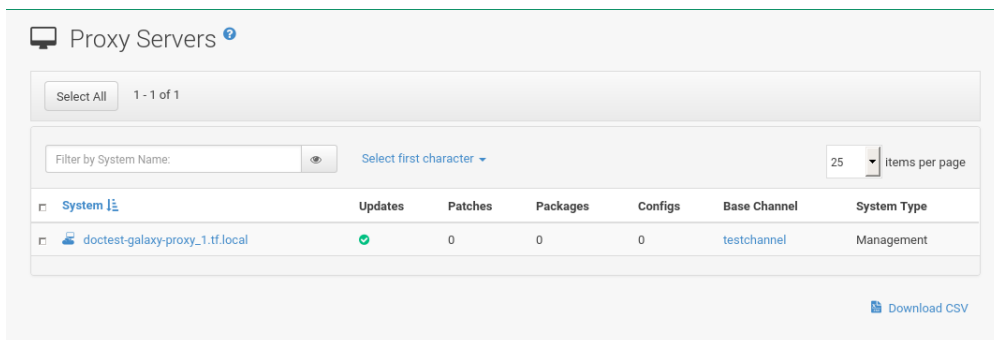 Proxy Servers ?
Select All 1 - 1 of 1
Filter by System Name: Select first character 25 items per page
System Updates Patches Packages Configs Base Channel System Type
doctest-galaxy-proxy_1.tf.local 0 0 0 testchannel Management
Download CSV